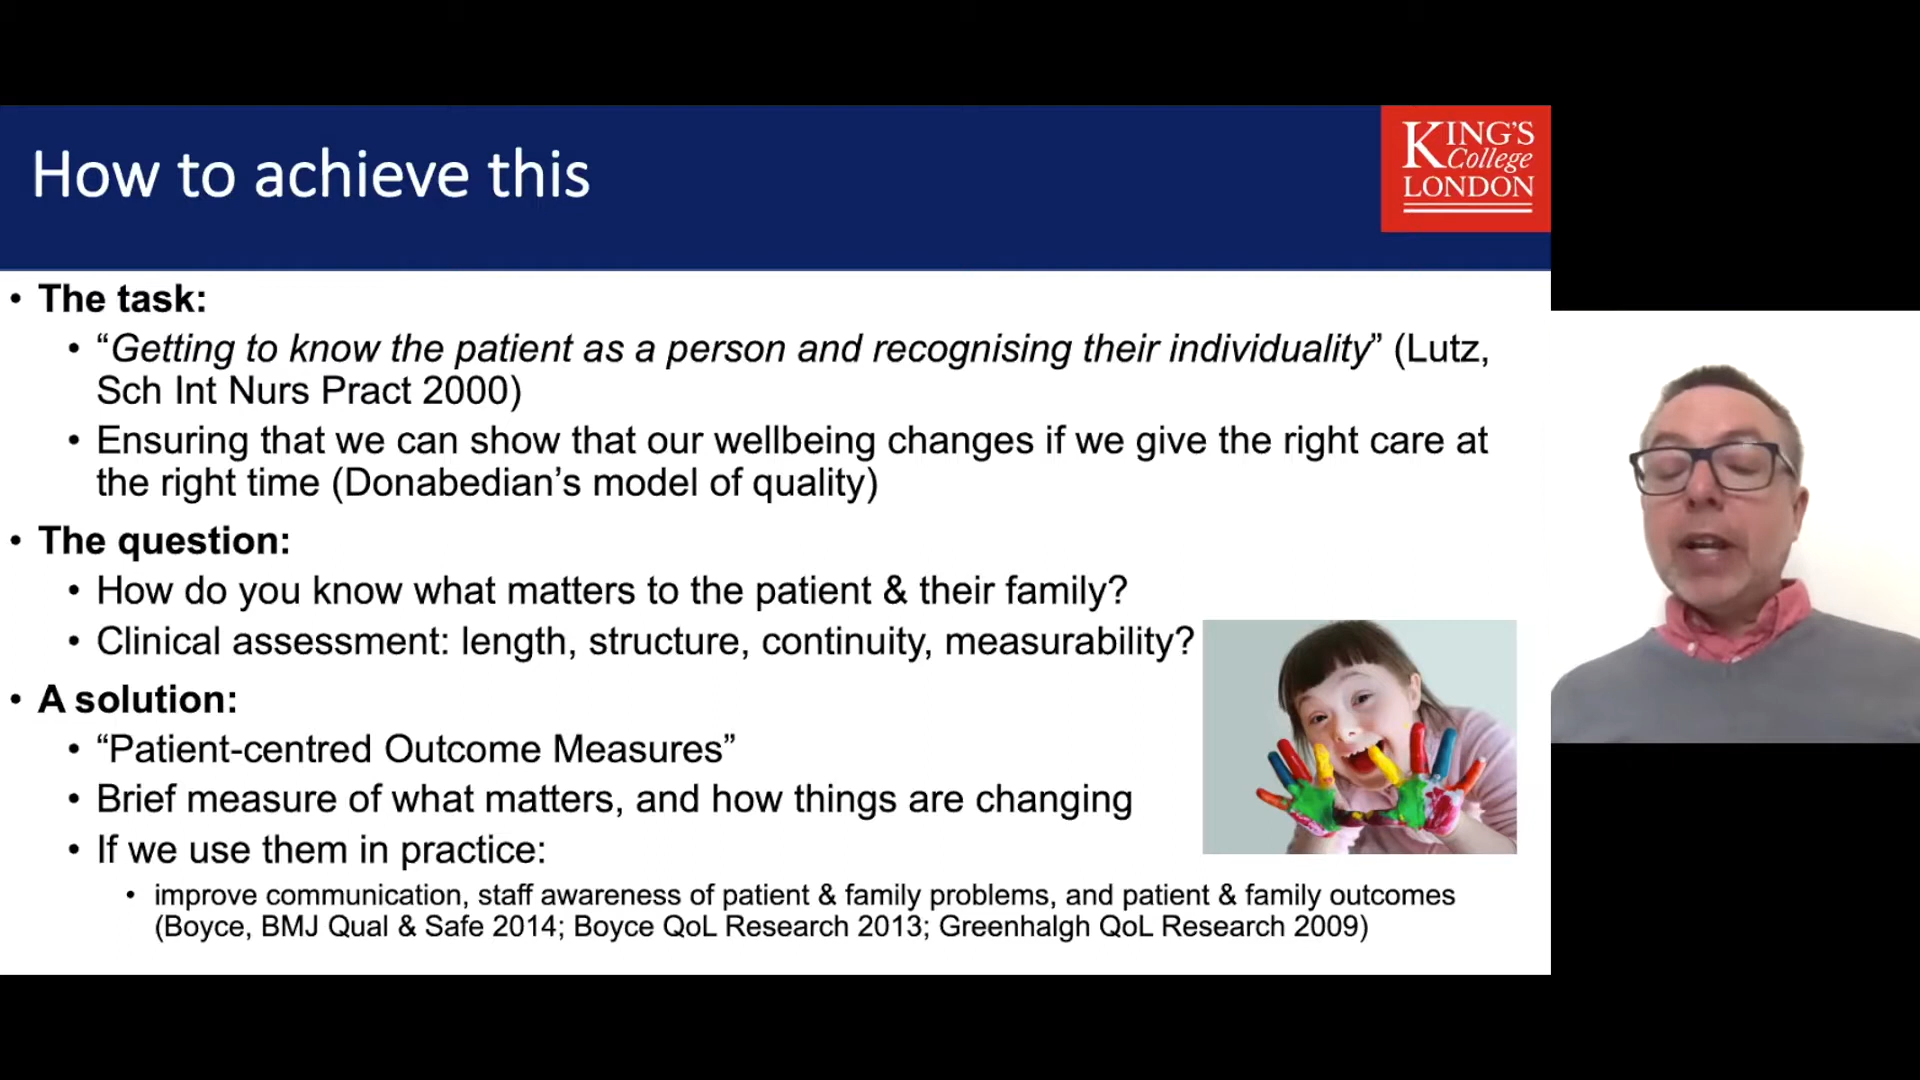 How to achieve this
KING'S
College
LONDON
• The task:
• “Getting to know the patient as a person and recognising their individuality” (Lutz,
Sch Int Nurs Pract 2000)
• Ensuring that we can show that our wellbeing changes if we give the right care at
the right time (Donabedian’s model of quality)
• The question:
• How do you know what matters to the patient & their family?
• Clinical assessment: length, structure, continuity, measurability?
• A solution:
• “Patient-centred Outcome Measures”
• Brief measure of what matters, and how things are changing
• If we use them in practice:
• improve communication, staff awareness of patient & family problems, and patient & family outcomes
(Boyce, BMJ Qual & Safe 2014; Boyce QoL Research 2013; Greenhalgh QoL Research 2009)